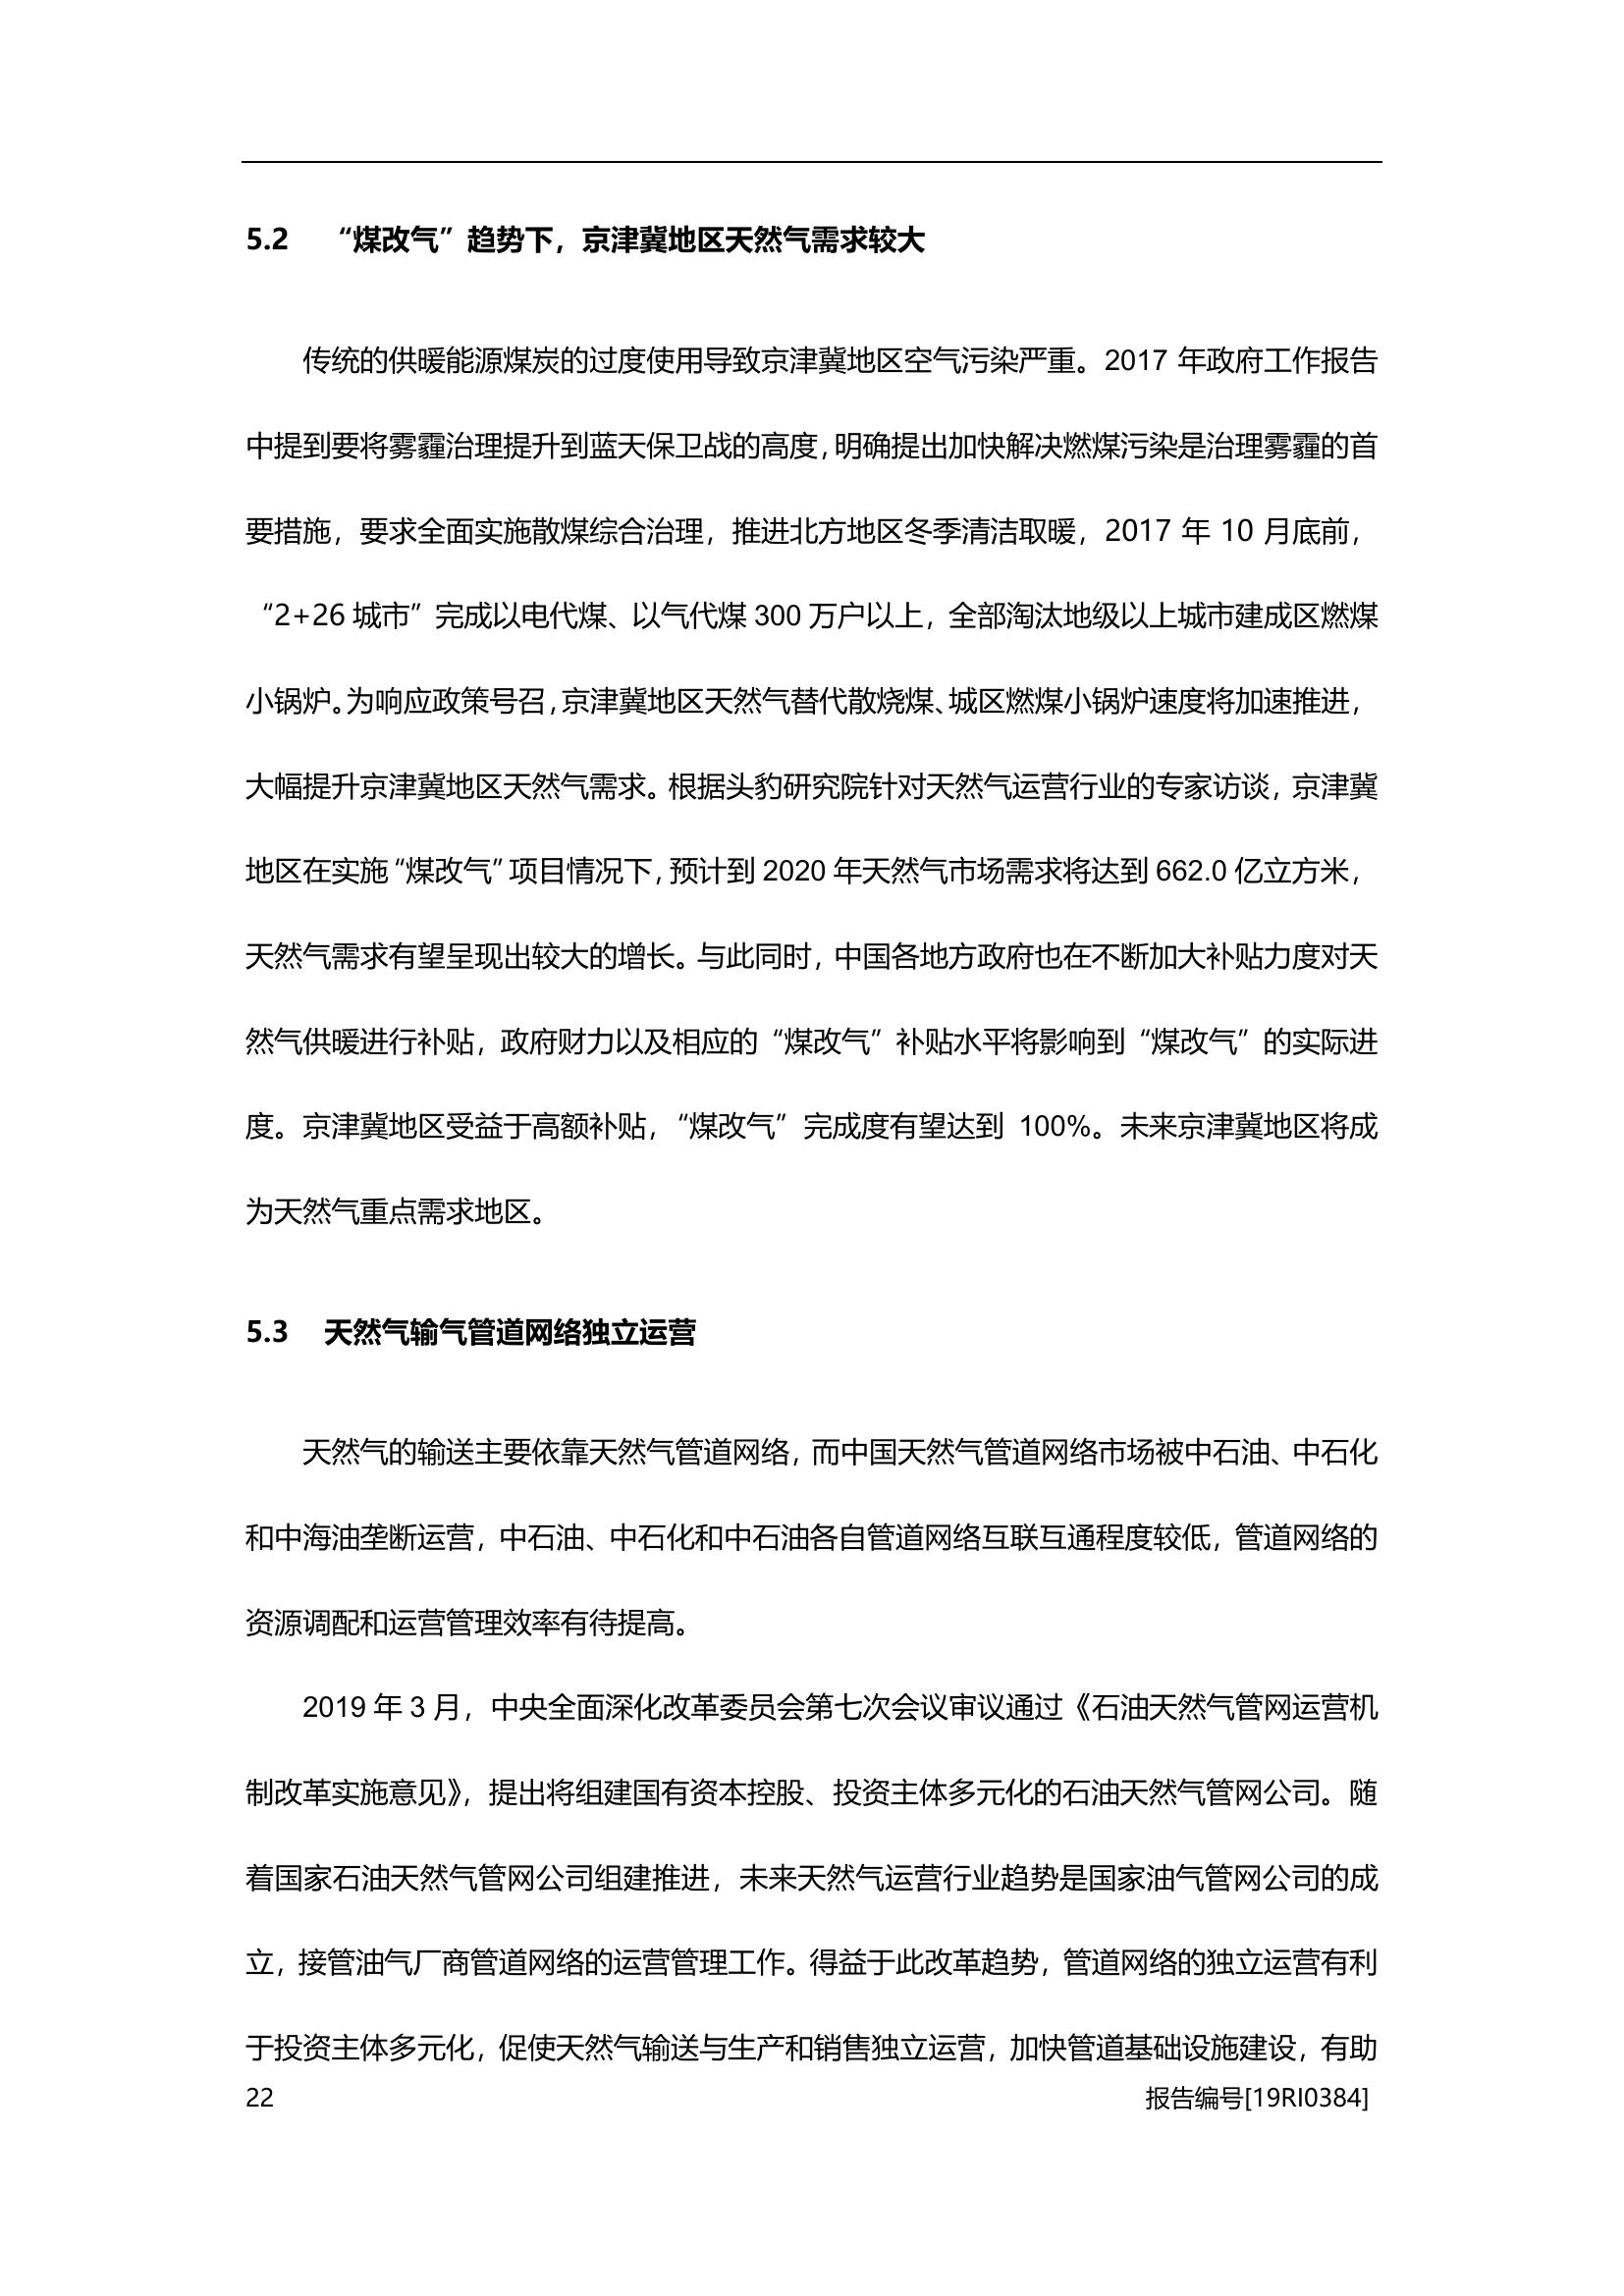 5.2 “煤改气”趋势下，京津冀地区天然气需求较大
传统的供暖能源煤炭的过度使用导致京津冀地区空气污染严重。2017 年政府工作报告
中提到要将雾霾治理提升到蓝天保卫战的高度，明确提出加快解决燃煤污染是治理雾霾的首
要措施，要求全面实施散煤综合治理，推进北方地区冬季清洁取暖，2017 年 10 月底前，
“2+26 城市”完成以电代煤、以气代煤 300 万户以上，全部淘汰地级以上城市建成区燃煤
小锅炉。为响应政策号召，京津冀地区天然气替代散烧煤、城区燃煤小锅炉速度将加速推进，
大幅提升京津冀地区天然气需求。根据头豹研究院针对天然气运营行业的专家访谈，京津冀
地区在实施“煤改气”项目情况下，预计到 2020 年天然气市场需求将达到 662.0 亿立方米，
天然气需求有望呈现出较大的增长。与此同时，中国各地方政府也在不断加大补贴力度对天
然气供暖进行补贴，政府财力以及相应的“煤改气”补贴水平将影响到“煤改气”的实际进
度。京津冀地区受益于高额补贴，“煤改气”完成度有望达到 100%。未来京津冀地区将成
为天然气重点需求地区。
5.3 天然气输气管道网络独立运营
天然气的输送主要依靠天然气管道网络，而中国天然气管道网络市场被中石油、中石化
和中海油垄断运营，中石油、中石化和中石油各自管道网络互联互通程度较低，管道网络的
资源调配和运营管理效率有待提高。
2019 年 3 月，中央全面深化改革委员会第七次会议审议通过《石油天然气管网运营机
制改革实施意见》，提出将组建国有资本控股、投资主体多元化的石油天然气管网公司。随
着国家石油天然气管网公司组建推进，未来天然气运营行业趋势是国家油气管网公司的成
立，接管油气厂商管道网络的运营管理工作。得益于此改革趋势，管道网络的独立运营有利
于投资主体多元化，促使天然气输送与生产和销售独立运营，加快管道基础设施建设，有助
22 报告编号[19RI0384]